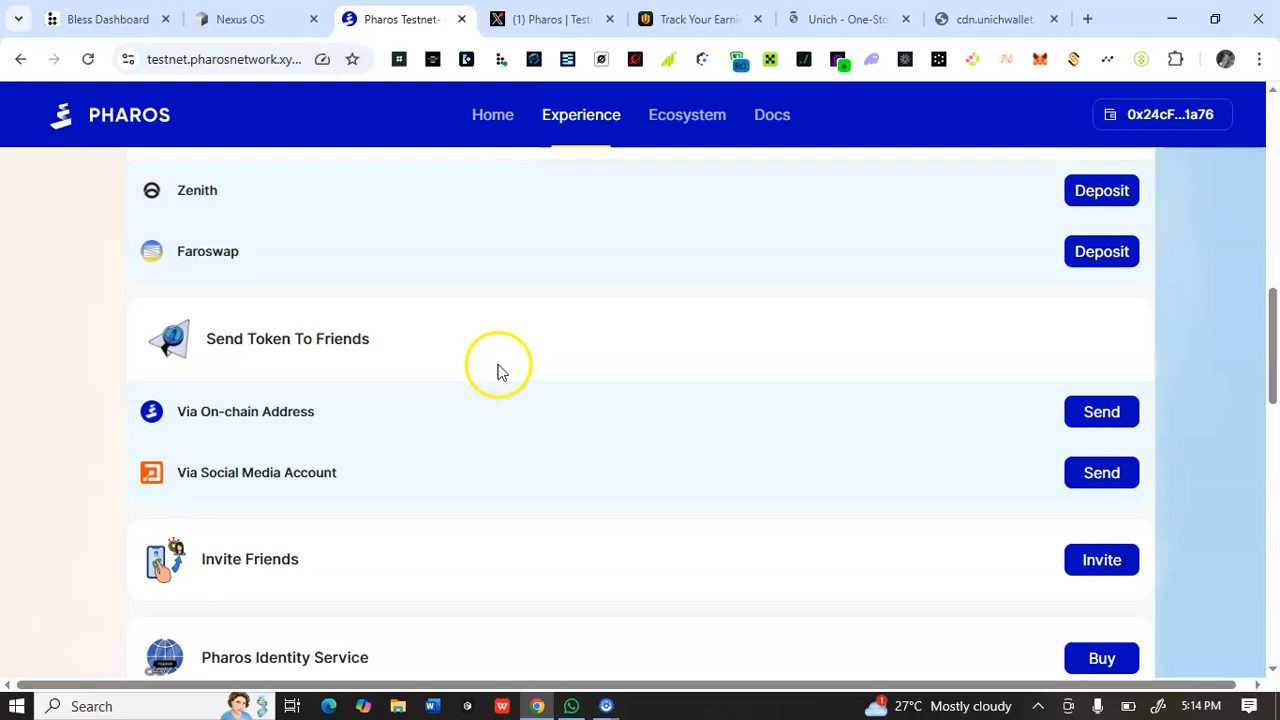 Bless Dashboard
Nexus OS
Pharos Testnet-
(1) Pharos | Test
Track Your Earni
Unich - One-Sto
cdn.unichwallet.
testnet.pharosnetwork.xy...
PHAROS
Home
Experience
Ecosystem
Docs
0x24cF...1a76
Zenith
Deposit
Faroswap
Deposit
Send Token To Friends
Via On-chain Address
Send
Via Social Media Account
Send
Invite Friends
Invite
Pharos Identity Service
Buy
Search
27°C Mostly cloudy
5:14 PM